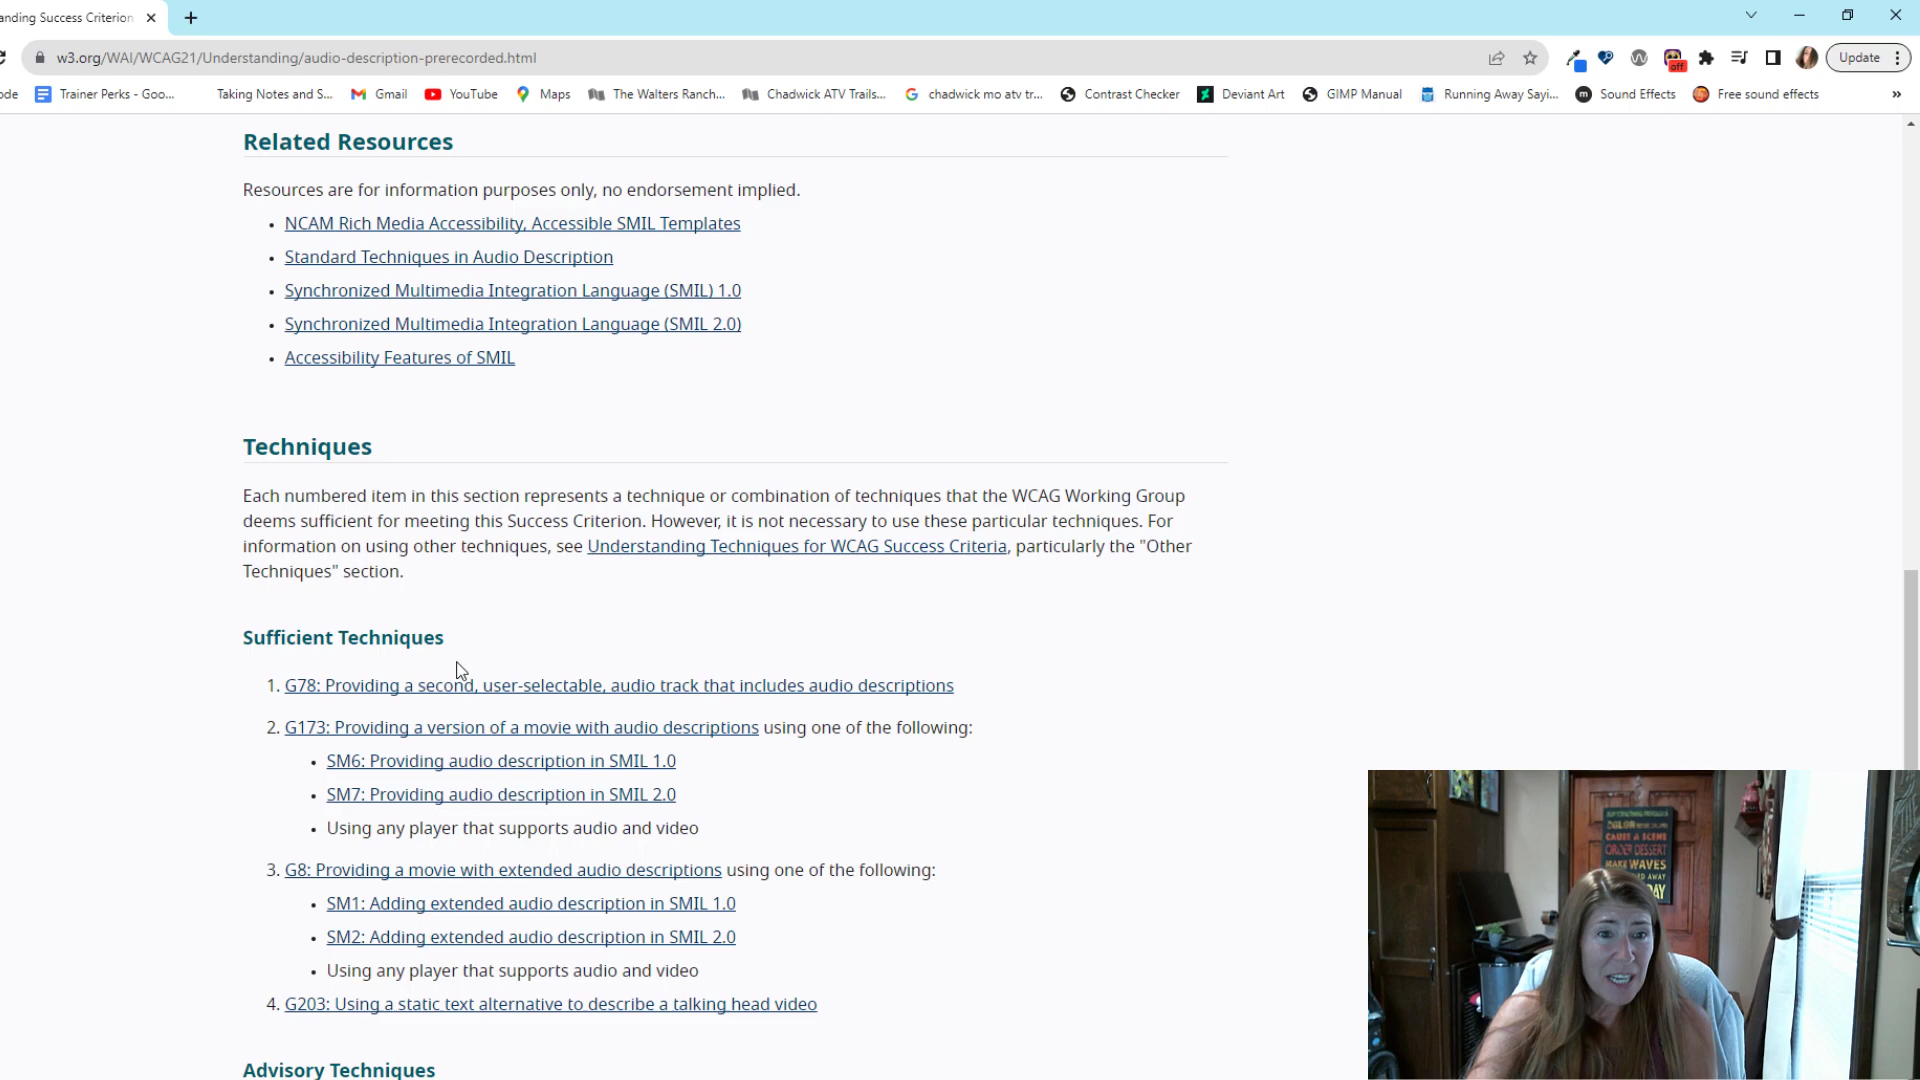 anding Success Criterion
w3.org/WAI/WCAG21/Understanding/audio-description-prerecorded.html
off
Update
ode
Trainer Perks - Goo...
Taking Notes and S...
Gmail
YouTube
Maps
The Walters Ranch...
Chadwick ATV Trails...
chadwick mo atv tr...
Contrast Checker
Deviant Art
GIMP Manual
Running Away Sayi...
Sound Effects
Free sound effects
»
Related Resources
Resources are for information purposes only, no endorsement implied.
• NCAM Rich Media Accessibility, Accessible SMIL Templates
• Standard Techniques in Audio Description
• Synchronized Multimedia Integration Language (SMIL) 1.0
• Synchronized Multimedia Integration Language (SMIL 2.0)
• Accessibility Features of SMIL
Techniques
Each numbered item in this section represents a technique or combination of techniques that the WCAG Working Group
deems sufficient for meeting this Success Criterion. However, it is not necessary to use these particular techniques. For
information on using other techniques, see Understanding Techniques for WCAG Success Criteria, particularly the "Other
Techniques" section.
Sufficient Techniques
1. G78: Providing a second, user-selectable, audio track that includes audio descriptions
2. G173: Providing a version of a movie with audio descriptions using one of the following:
• SM6: Providing audio description in SMIL 1.0
• SM7: Providing audio description in SMIL 2.0
• Using any player that supports audio and video
3. G8: Providing a movie with extended audio descriptions using one of the following:
• SM1: Adding extended audio description in SMIL 1.0
• SM2: Adding extended audio description in SMIL 2.0
• Using any player that supports audio and video
4. G203: Using a static text alternative to describe a talking head video
Advisory Techniques
CAUSE A SCENE
ORDER DESSERT
MAKE WAVES
AWAY